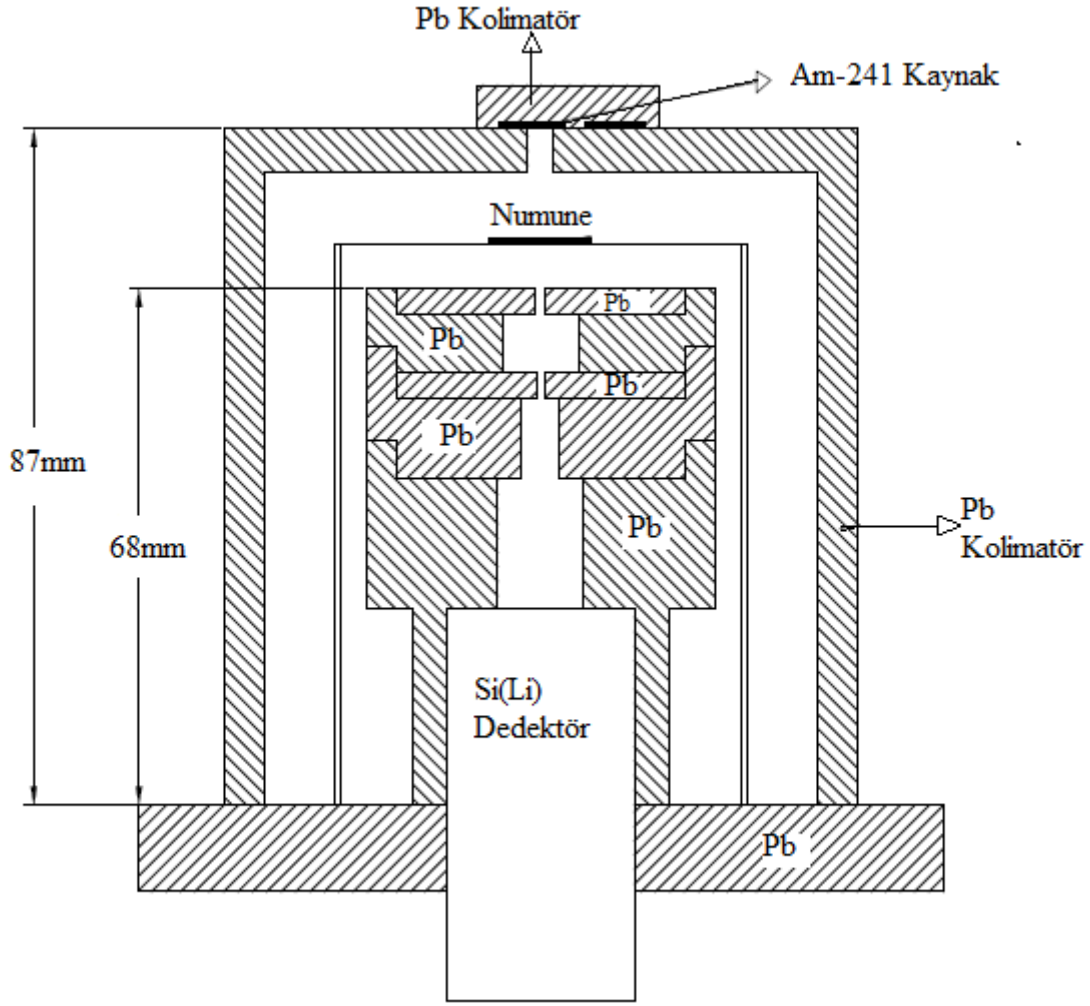 Pb Kolimatör
Am-241 Kaynak
Numune
Pb
Pb
Pb
Pb
87mm
68mm
Pb
Pb
Kolimatör
Si(Li)
Dedektör
Pb